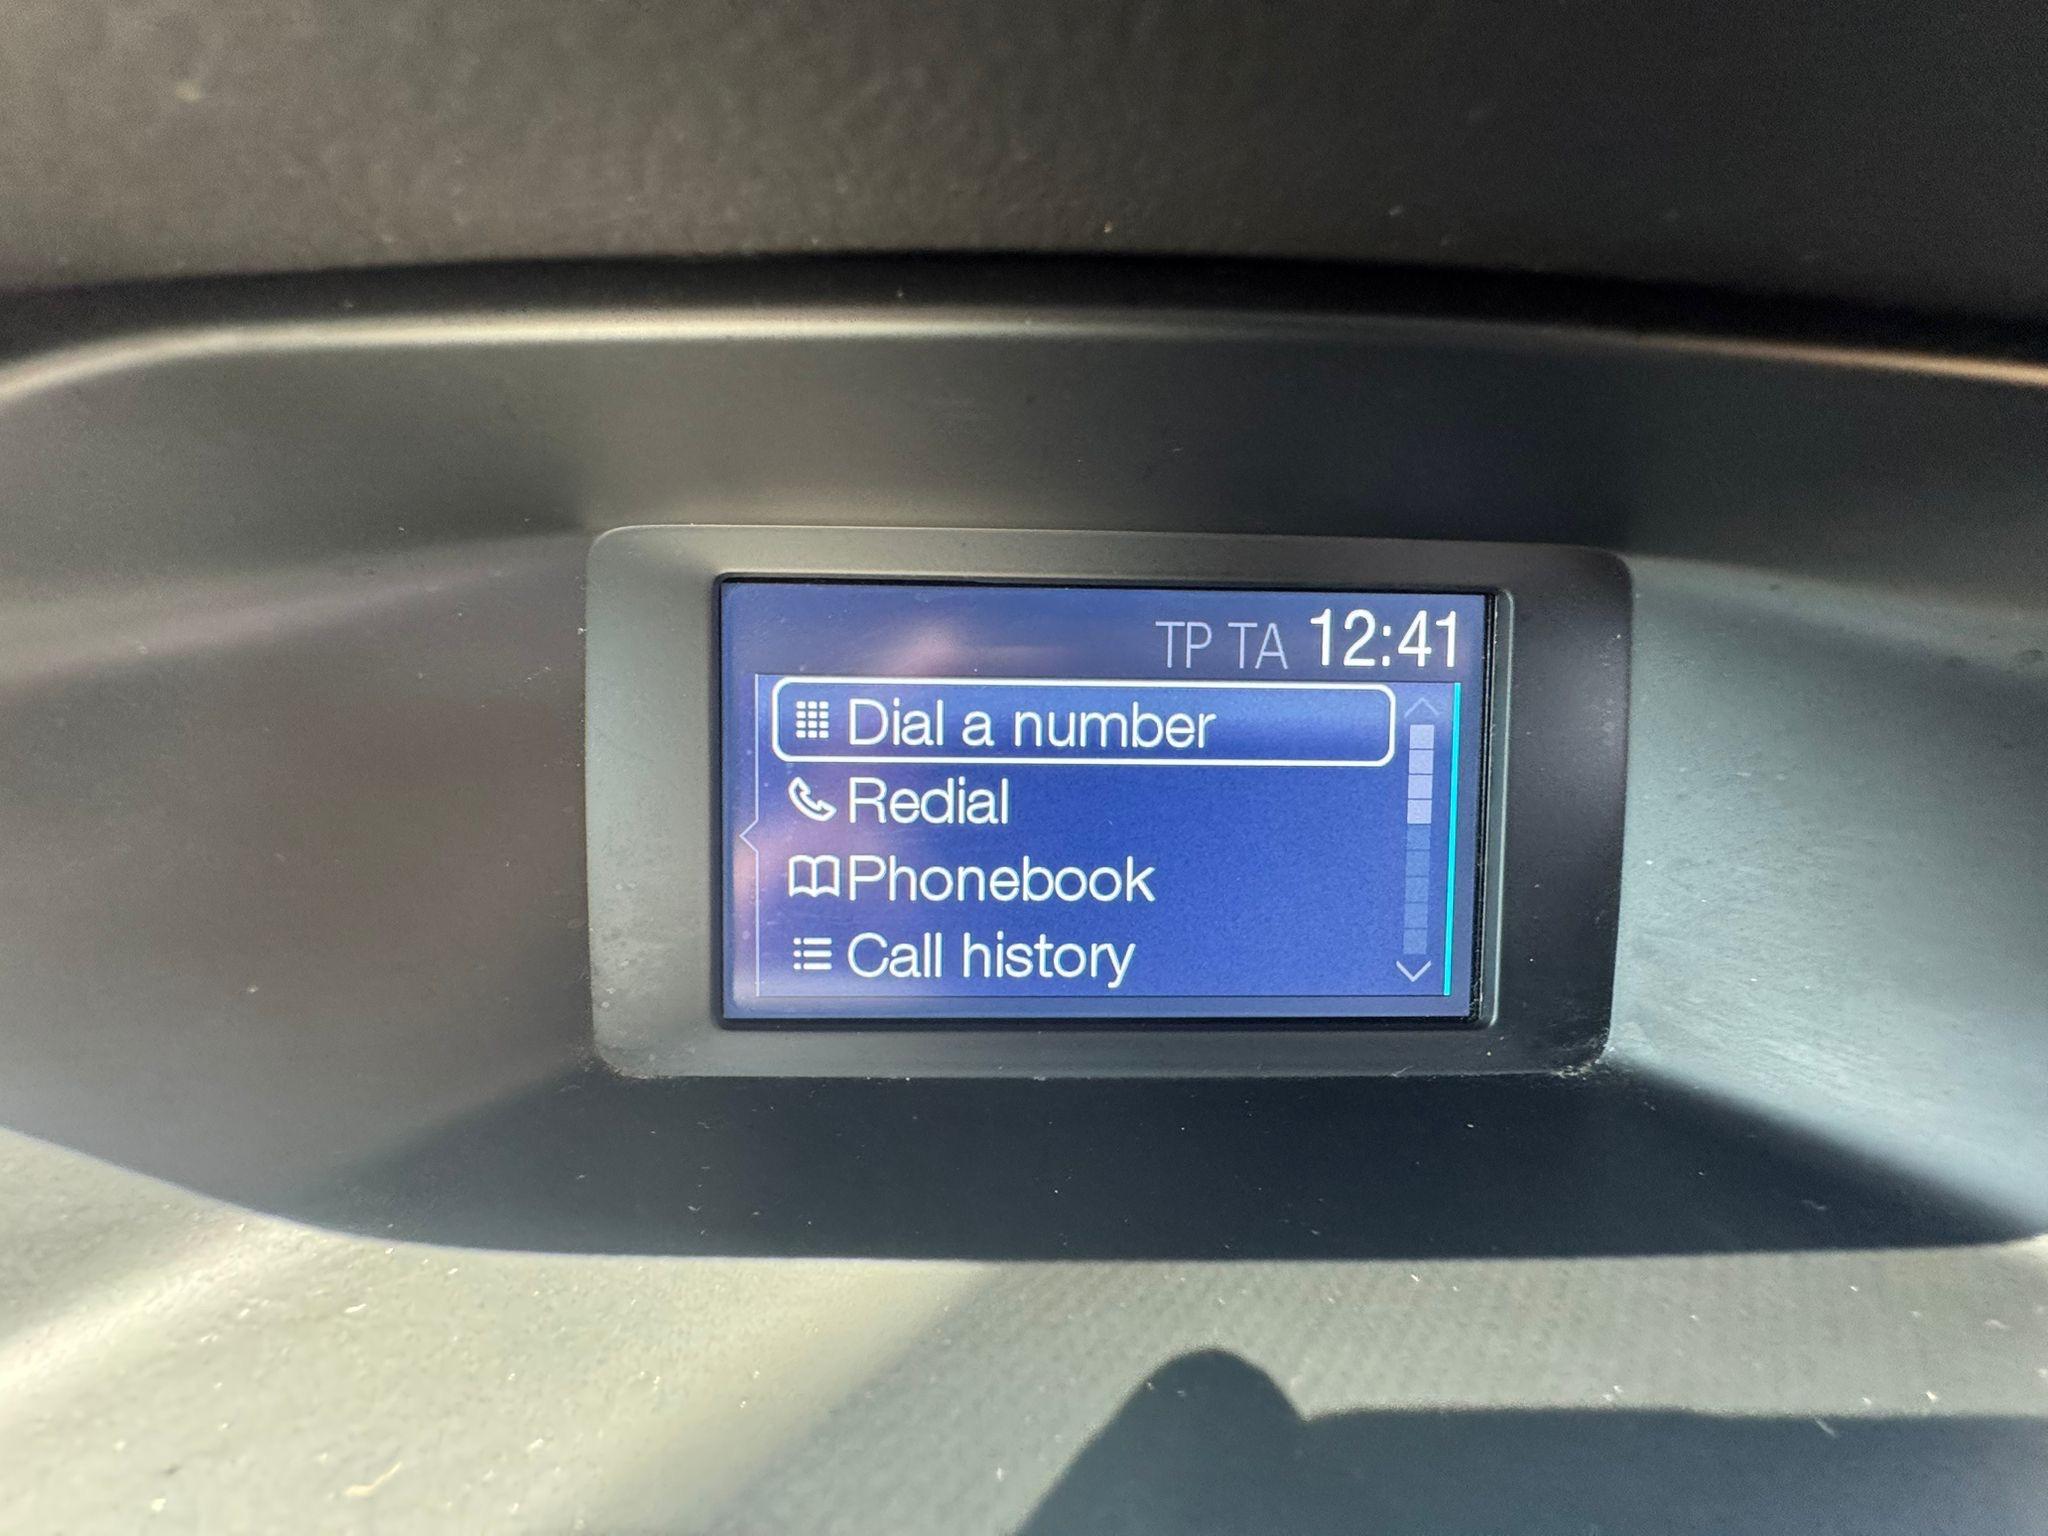 TP TA 12:41
Dial a number
Redial
Phonebook
Call history